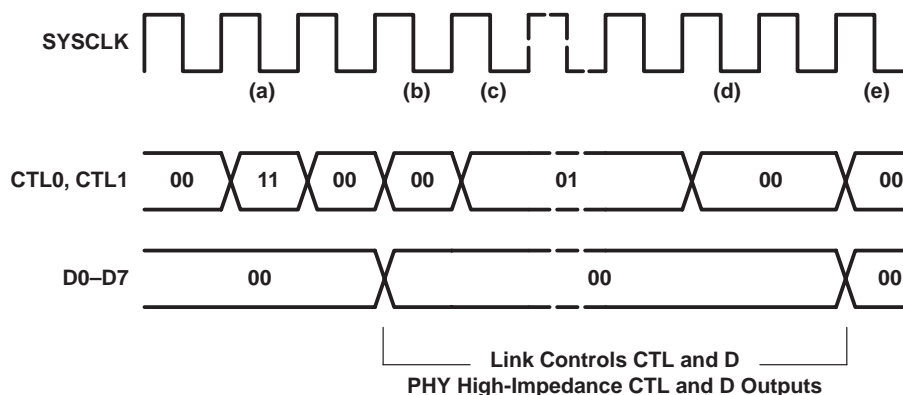 SYSCLK
(a) (b) (c) (d) (e)
CTL0, CTL1 00 11 00 00 01 00 00
D0–D7 00 00 00
Link Controls CTL and D
PHY High-Impedance CTL and D Outputs